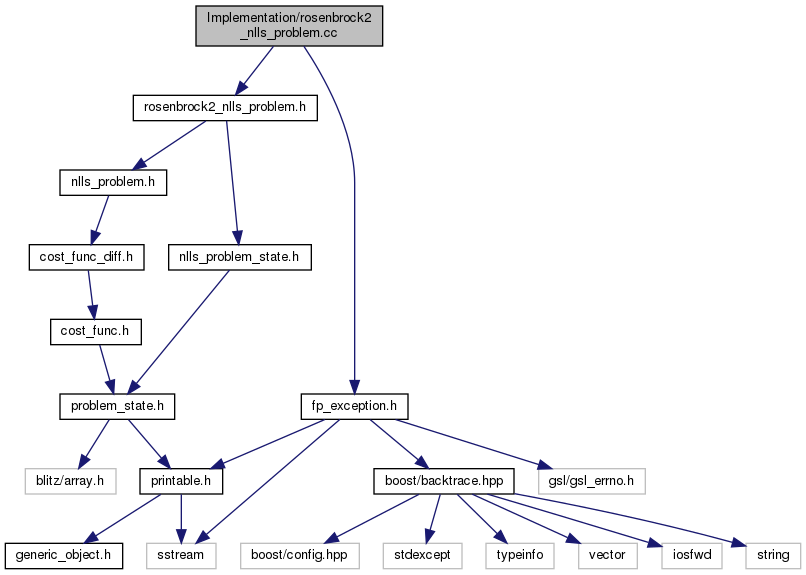 Implementation/rosenbrock2
_nlls_problem.cc
rosenbrock2_nlls_problem.h
nlls_problem.h
cost_func_diff.h
nlls_problem_state.h
cost_func.h
problem_state.h
fp_exception.h
blitz/array.h
printable.h
boost/backtrace.hpp
gsl/gsl_errno.h
generic_object.h
sstream
boost/config.hpp
stdexcept
typeinfo
vector
iosfwd
string